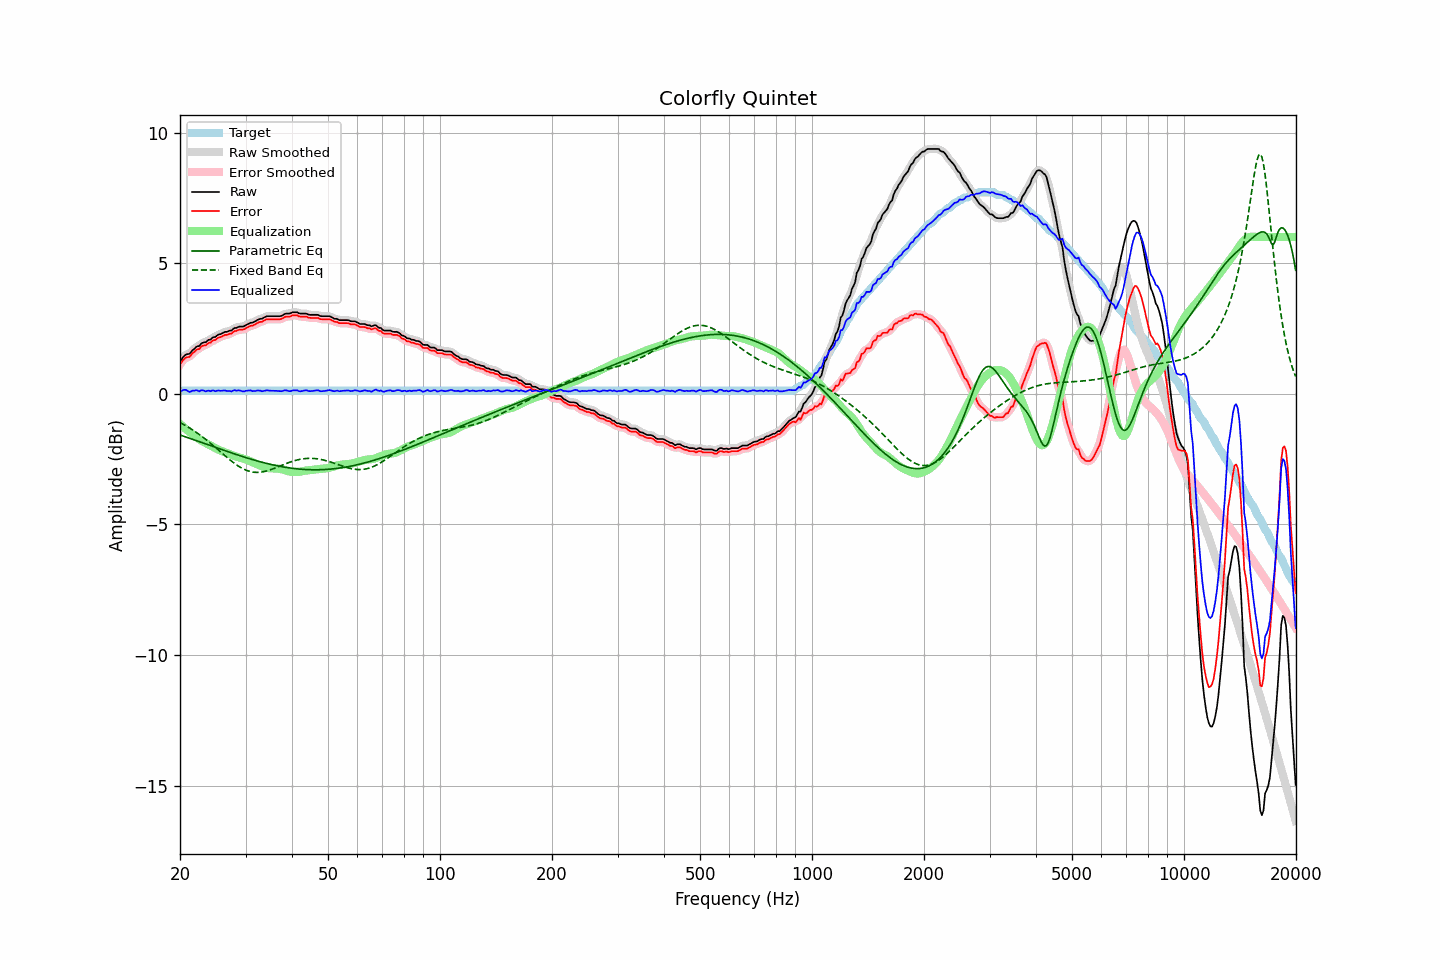 Colorfly Quintet
Target
Raw Smoothed
Error Smoothed
Raw
Error
Equalization
Parametric Eq
Fixed Band Eq
Equalized
10
5
0
−5
−10
−15
Amplitude (dBr)
20
50
100
200
500
1000
2000
5000
10000
20000
Frequency (Hz)